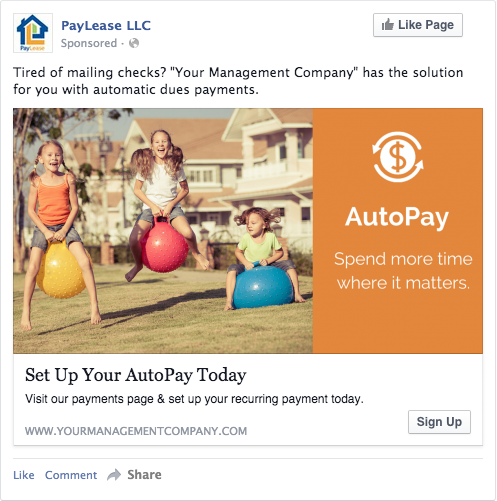 PayLease LLC
Like Page
Sponsored ·
PayLease
Tired of mailing checks? "Your Management Company" has the solution
for you with automatic dues payments.
$
AutoPay
Spend more time
where it matters.
Set Up Your AutoPay Today
Visit our payments page & set up your recurring payment today.
WWW.YOURMANAGEMENTCOMPANY.COM
Sign Up
Like Comment Share